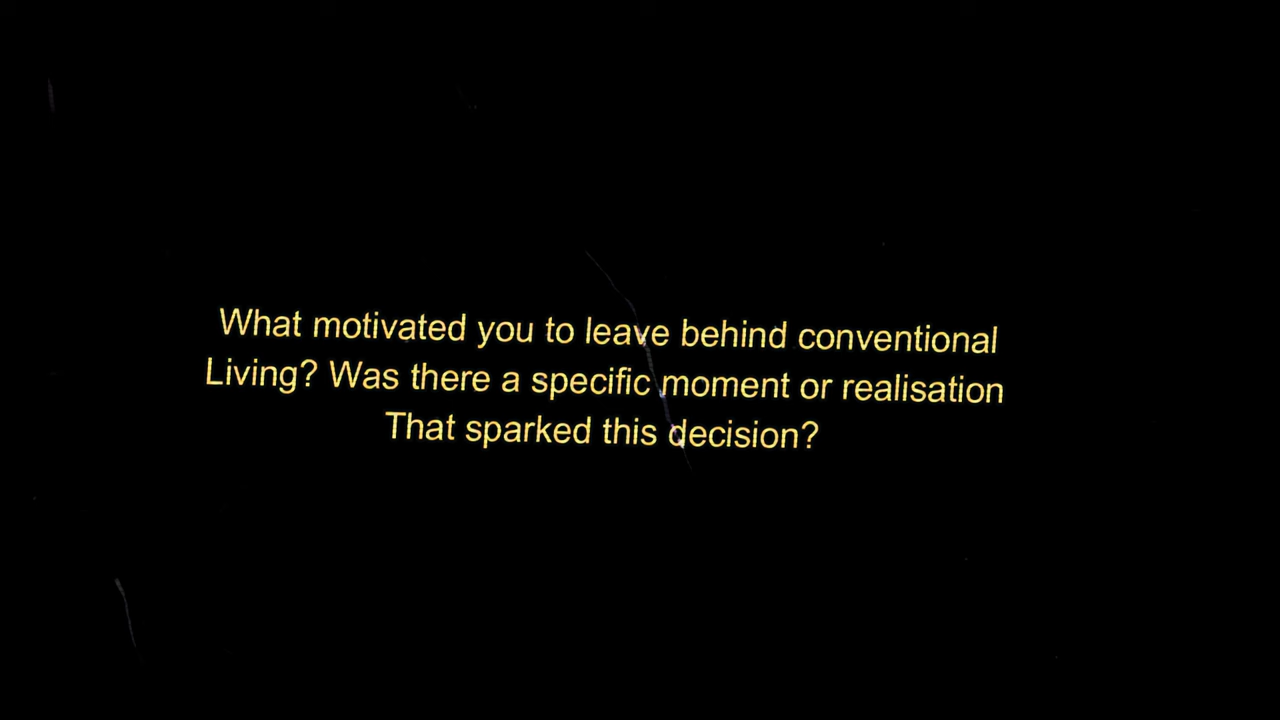 What motivated you to leave behind conventional
Living? Was there a specific moment or realisation
That sparked this decision?